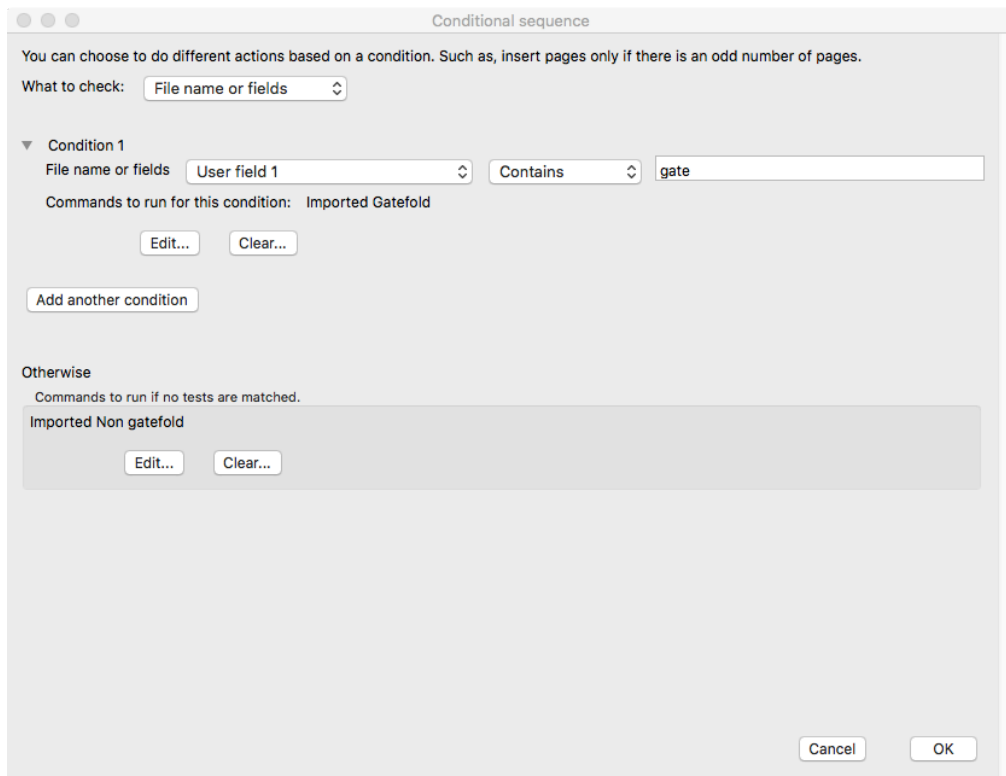 Conditional sequence
You can choose to do different actions based on a condition. Such as, insert pages only if there is an odd number of pages.
What to check: File name or fields
Condition 1
File name or fields User field 1 Contains gate
Commands to run for this condition: Imported Gatefold
Edit... Clear...
Add another condition
Otherwise
Commands to run if no tests are matched.
Imported Non gatefold
Edit... Clear...
Cancel OK